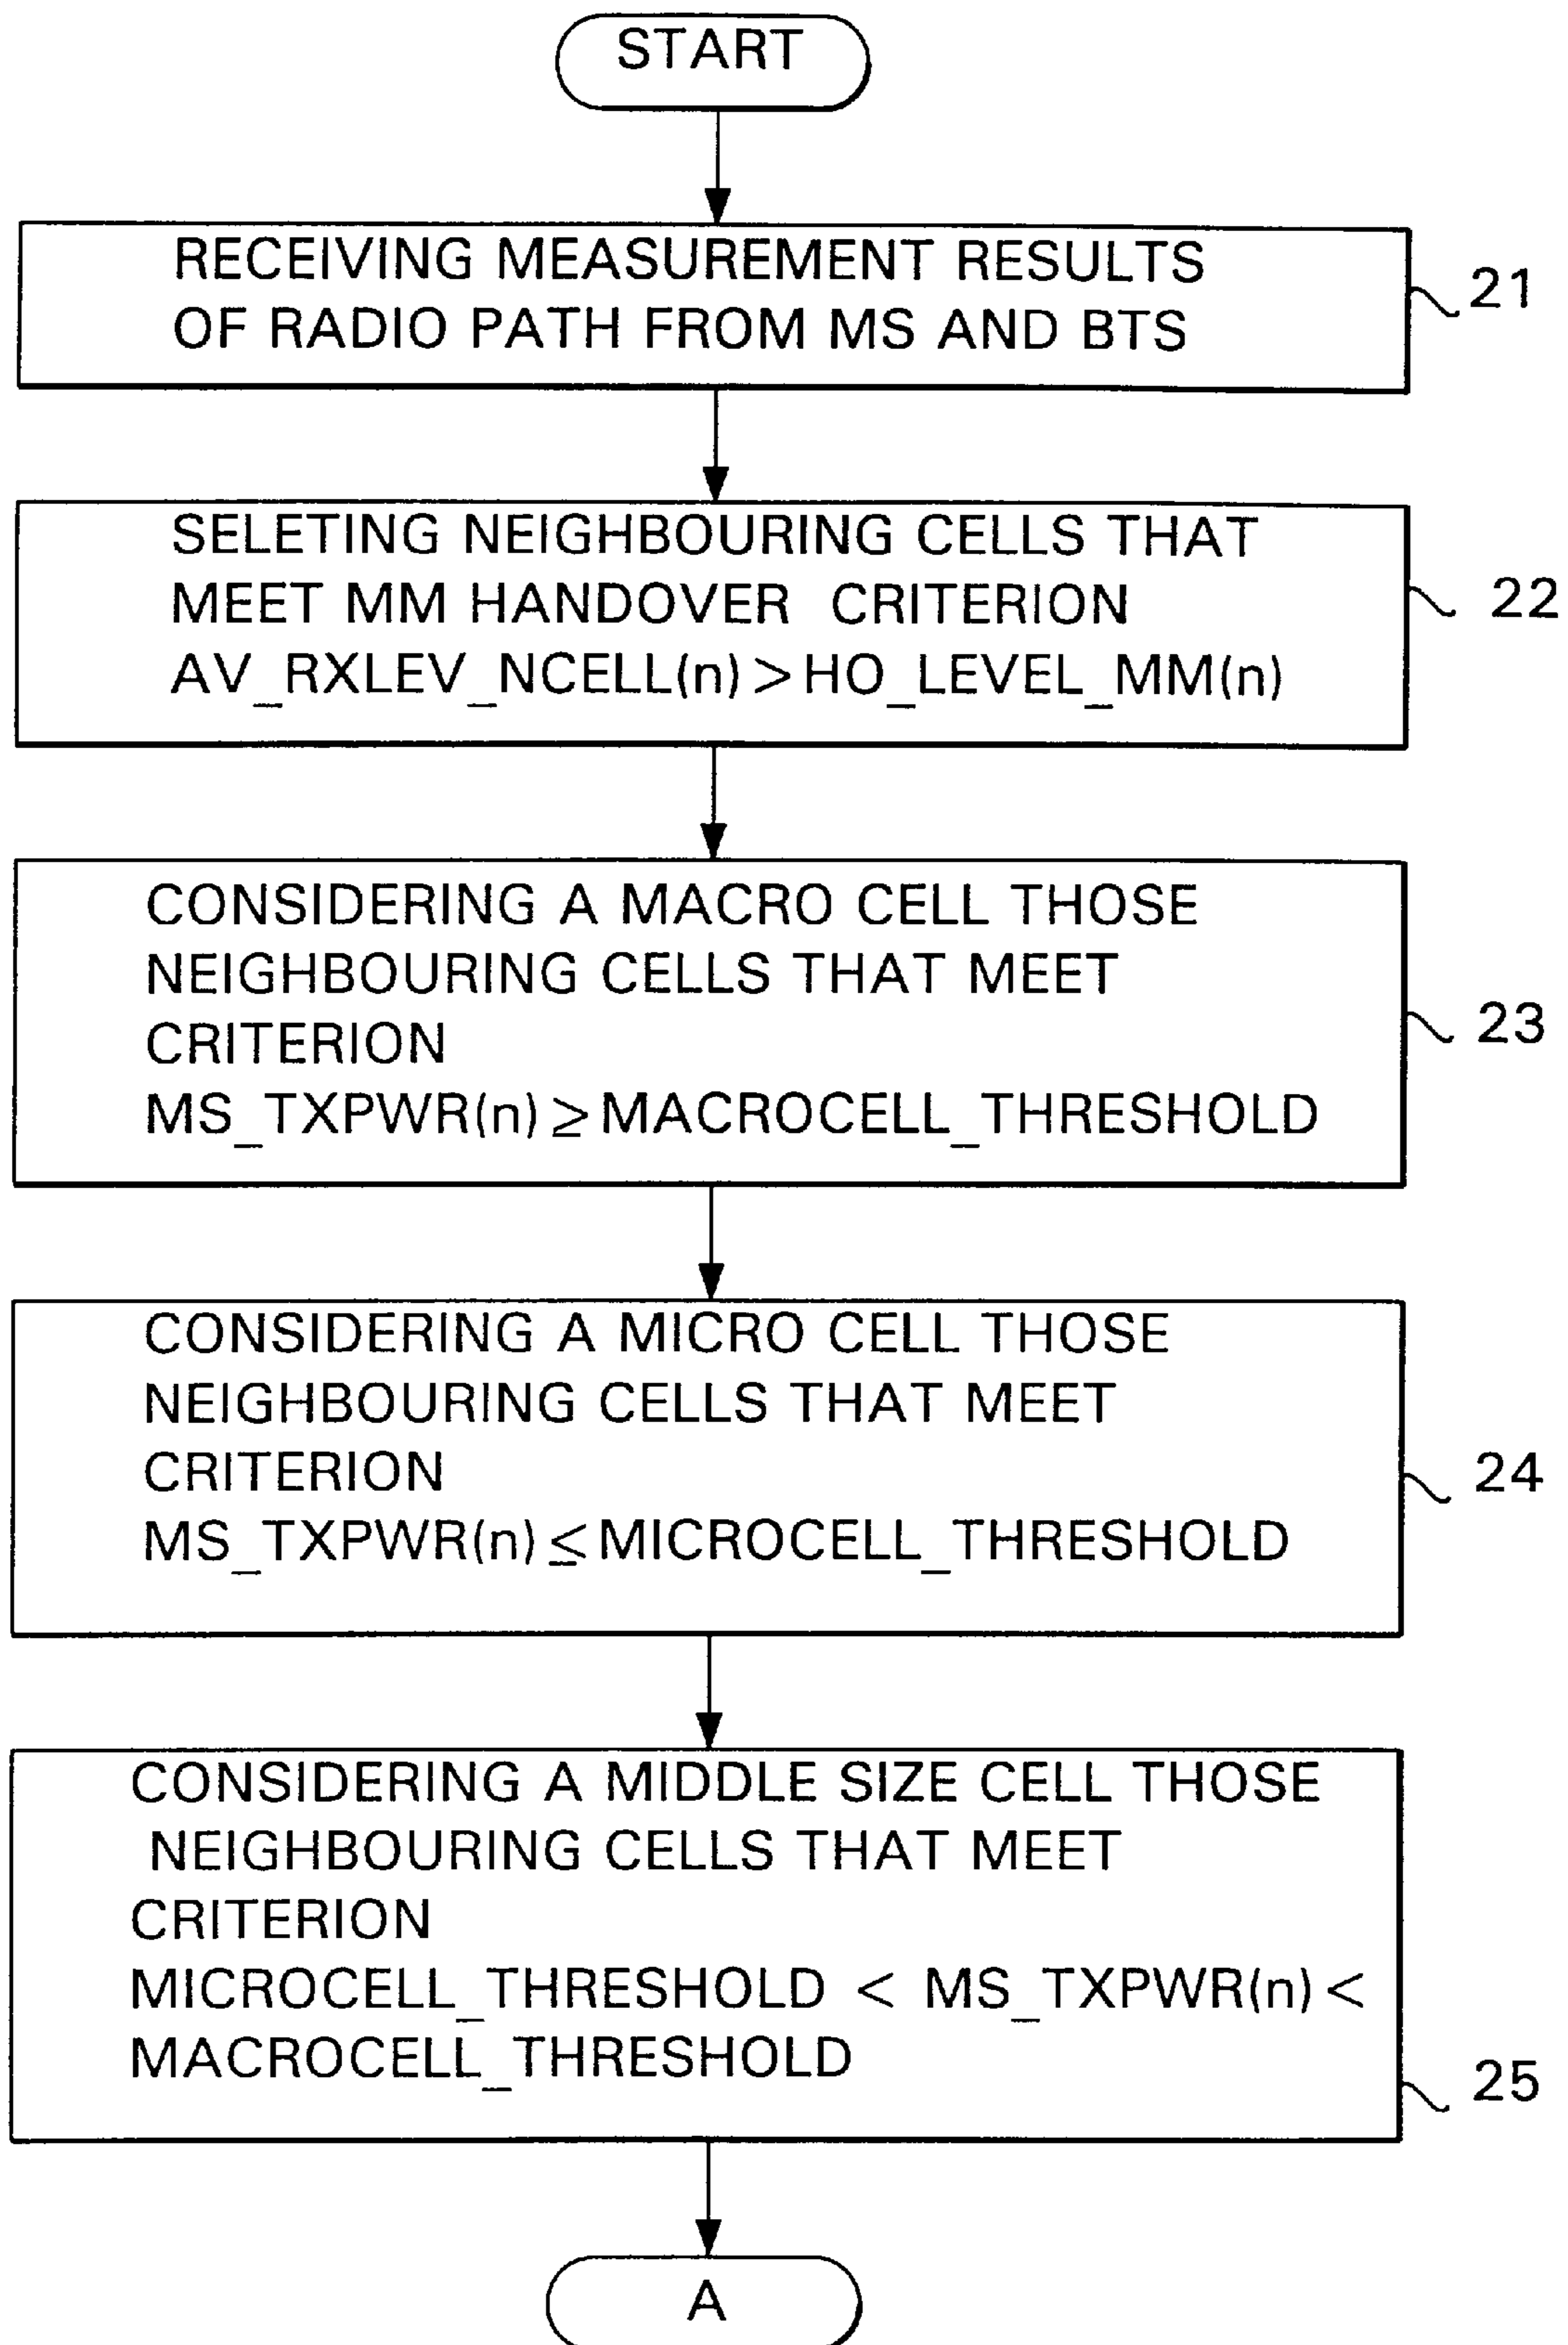 START
RECEIVING MEASUREMENT RESULTS
OF RADIO PATH FROM MS AND BTS
21
SELETING NEIGHBOURING CELLS THAT
MEET MM HANDOVER CRITERION
AV_RXLEV_NCELL(n) > HO_LEVEL_MM(n)
22
CONSIDERING A MACRO CELL THOSE
NEIGHBOURING CELLS THAT MEET
CRITERION
MS_TXPWR(n) ≥ MACROCELL_THRESHOLD
23
CONSIDERING A MICRO CELL THOSE
NEIGHBOURING CELLS THAT MEET
CRITERION
MS_TXPWR(n) ≤ MICROCELL_THRESHOLD
24
CONSIDERING A MIDDLE SIZE CELL THOSE
NEIGHBOURING CELLS THAT MEET
CRITERION
MICROCELL_THRESHOLD < MS_TXPWR(n) <
MACROCELL_THRESHOLD
25
A